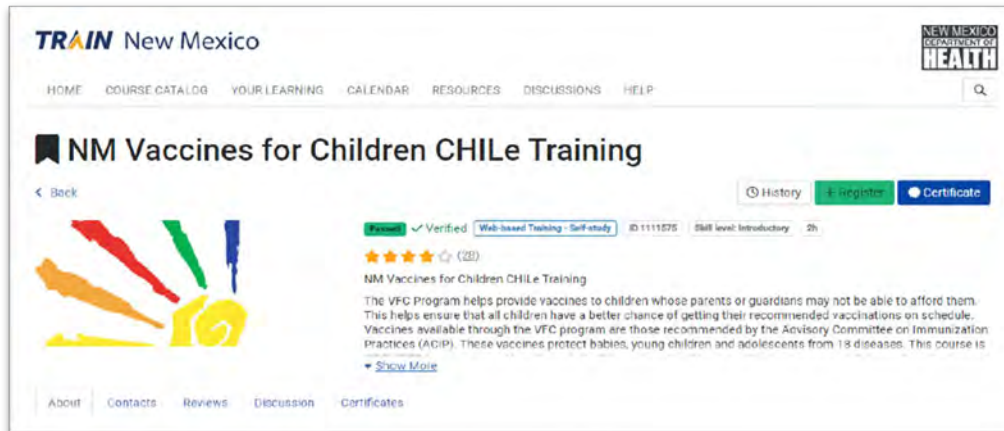 TRAIN New Mexico
NEW MEXICO
DEPARTMENT OF
HEALTH
HOME COURSE CATALOG YOUR LEARNING CALENDAR RESOURCES DISCUSSIONS HELP
NM Vaccines for Children CHILe Training
Back
History + Register Certificate
Passed Verified Web-based Training - Self-study ID 1111575 Skill level: Introductory 2h
(28)
NM Vaccines for Children CHILe Training
The VFC Program helps provide vaccines to children whose parents or guardians may not be able to afford them.
This helps ensure that all children have a better chance of getting their recommended vaccinations on schedule.
Vaccines available through the VFC program are those recommended by the Advisory Committee on Immunization
Practices (ACIP). These vaccines protect babies, young children and adolescents from 18 diseases. This course is
Show More
About Contacts Reviews Discussion Certificates